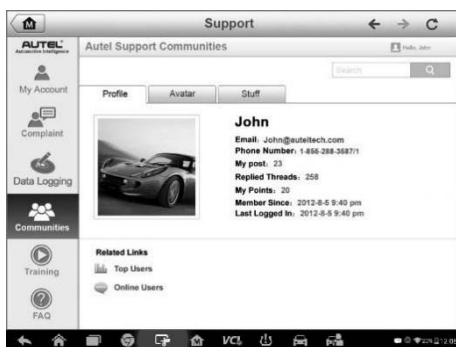 Support
AUTEL
Automotive Intelligence
Autel Support Communities
Hello, John
Search
My Account
Profile
Avatar
Stuff
Complaint
John
Email: John@auteltech.com
Phone Number: 1-856-288-3587/1
My post: 23
Replied Threads: 258
My Points: 20
Member Since: 2012-8-5 9:40 pm
Last Logged In: 2012-8-5 9:40 pm
Data Logging
Communities
Related Links
Top Users
Online Users
Training
FAQ
VCI